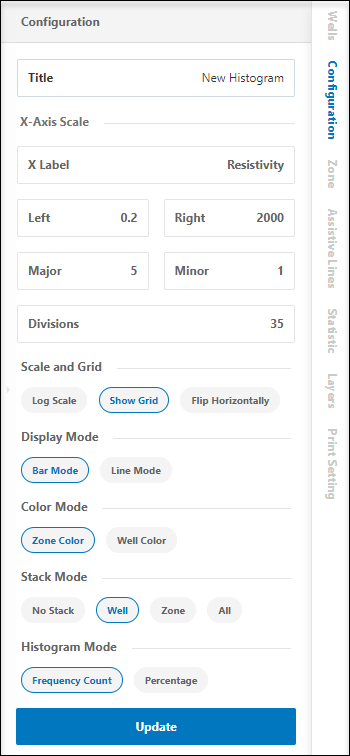 Configuration
Title New Histogram
X-Axis Scale
X Label Resistivity
Left 0.2 Right 2000
Major 5 Minor 1
Divisions 35
Scale and Grid
Log Scale Show Grid Flip Horizontally
Display Mode
Bar Mode Line Mode
Color Mode
Zone Color Well Color
Stack Mode
No Stack Well Zone All
Histogram Mode
Frequency Count Percentage
Update
Wells
Configuration
Zone
Assistive Lines
Statistic
Layers
Print Setting